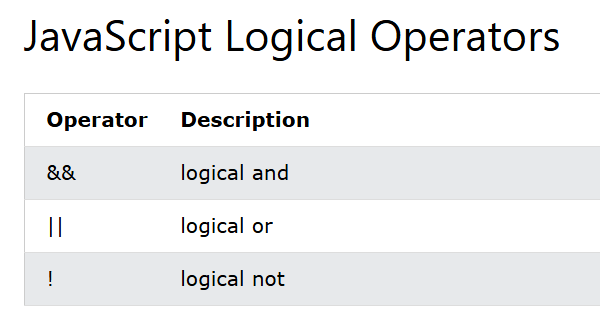 JavaScript Logical Operators
Operator Description
&& logical and
|| logical or
! logical not